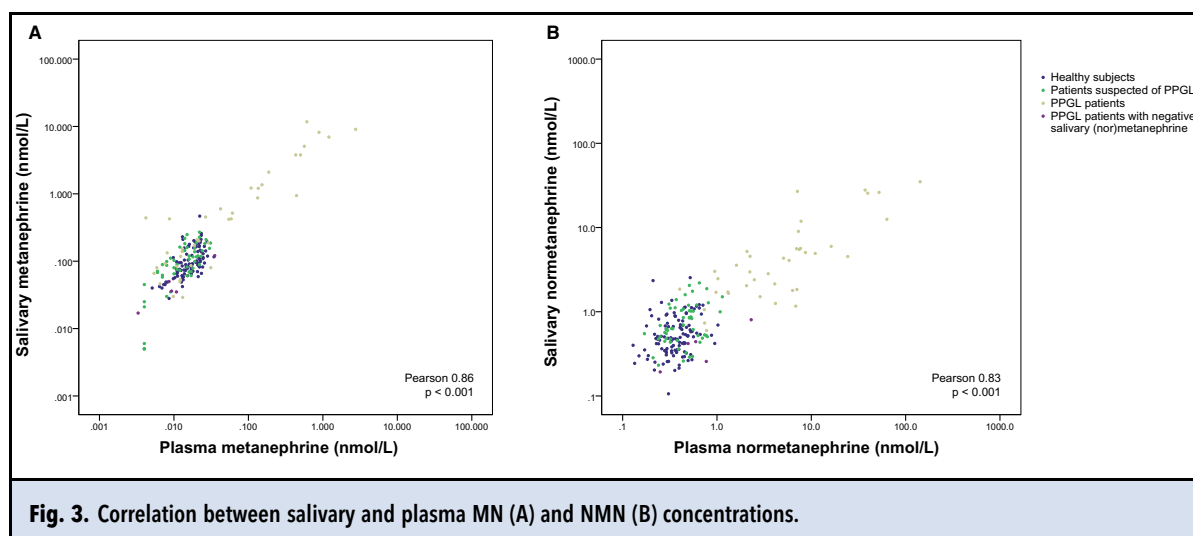 A
Salivary metanephrine (nmol/L)
100.000
10.000
1.000
.100
.010
.001
Pearson 0.86
p < 0.001
.001 .010 .100 1.000 10.000 100.000
Plasma metanephrine (nmol/L)
B
Salivary normetanephrine (nmol/L)
1000.0
100.0
10.0
1.0
.1
Pearson 0.83
p < 0.001
.1 1.0 10.0 100.0 1000.0
Plasma normetanephrine (nmol/L)
Healthy subjects
Patients suspected of PPGL
PPGL patients
PPGL patients with negative
salivary (nor)metanephrine
Fig. 3. Correlation between salivary and plasma MN (A) and NMN (B) concentrations.